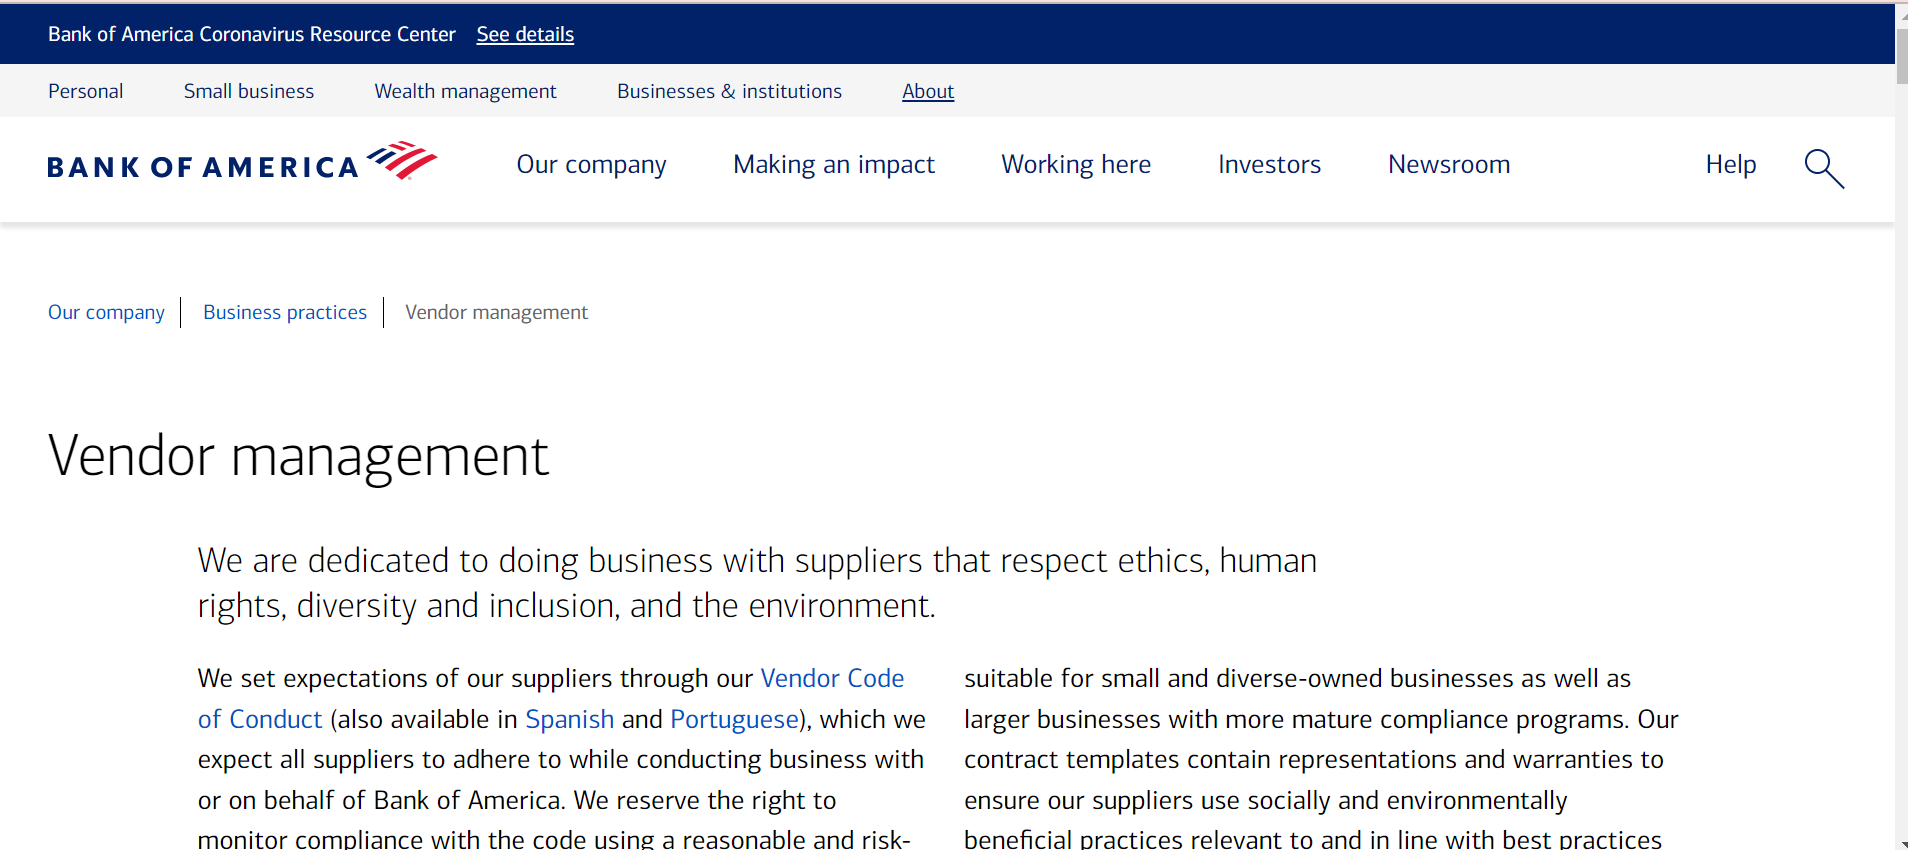 Bank of America Coronavirus Resource Center See details
Personal Small business Wealth management Businesses & institutions About
BANK OF AMERICA Our company Making an impact Working here Investors Newsroom Help
Our company Business practices Vendor management
Vendor management
We are dedicated to doing business with suppliers that respect ethics, human
rights, diversity and inclusion, and the environment.
We set expectations of our suppliers through our Vendor Code
of Conduct (also available in Spanish and Portuguese), which we
expect all suppliers to adhere to while conducting business with
or on behalf of Bank of America. We reserve the right to
monitor compliance with the code using a reasonable and risk-
suitable for small and diverse-owned businesses as well as
larger businesses with more mature compliance programs. Our
contract templates contain representations and warranties to
ensure our suppliers use socially and environmentally
beneficial practices relevant to and in line with best practices